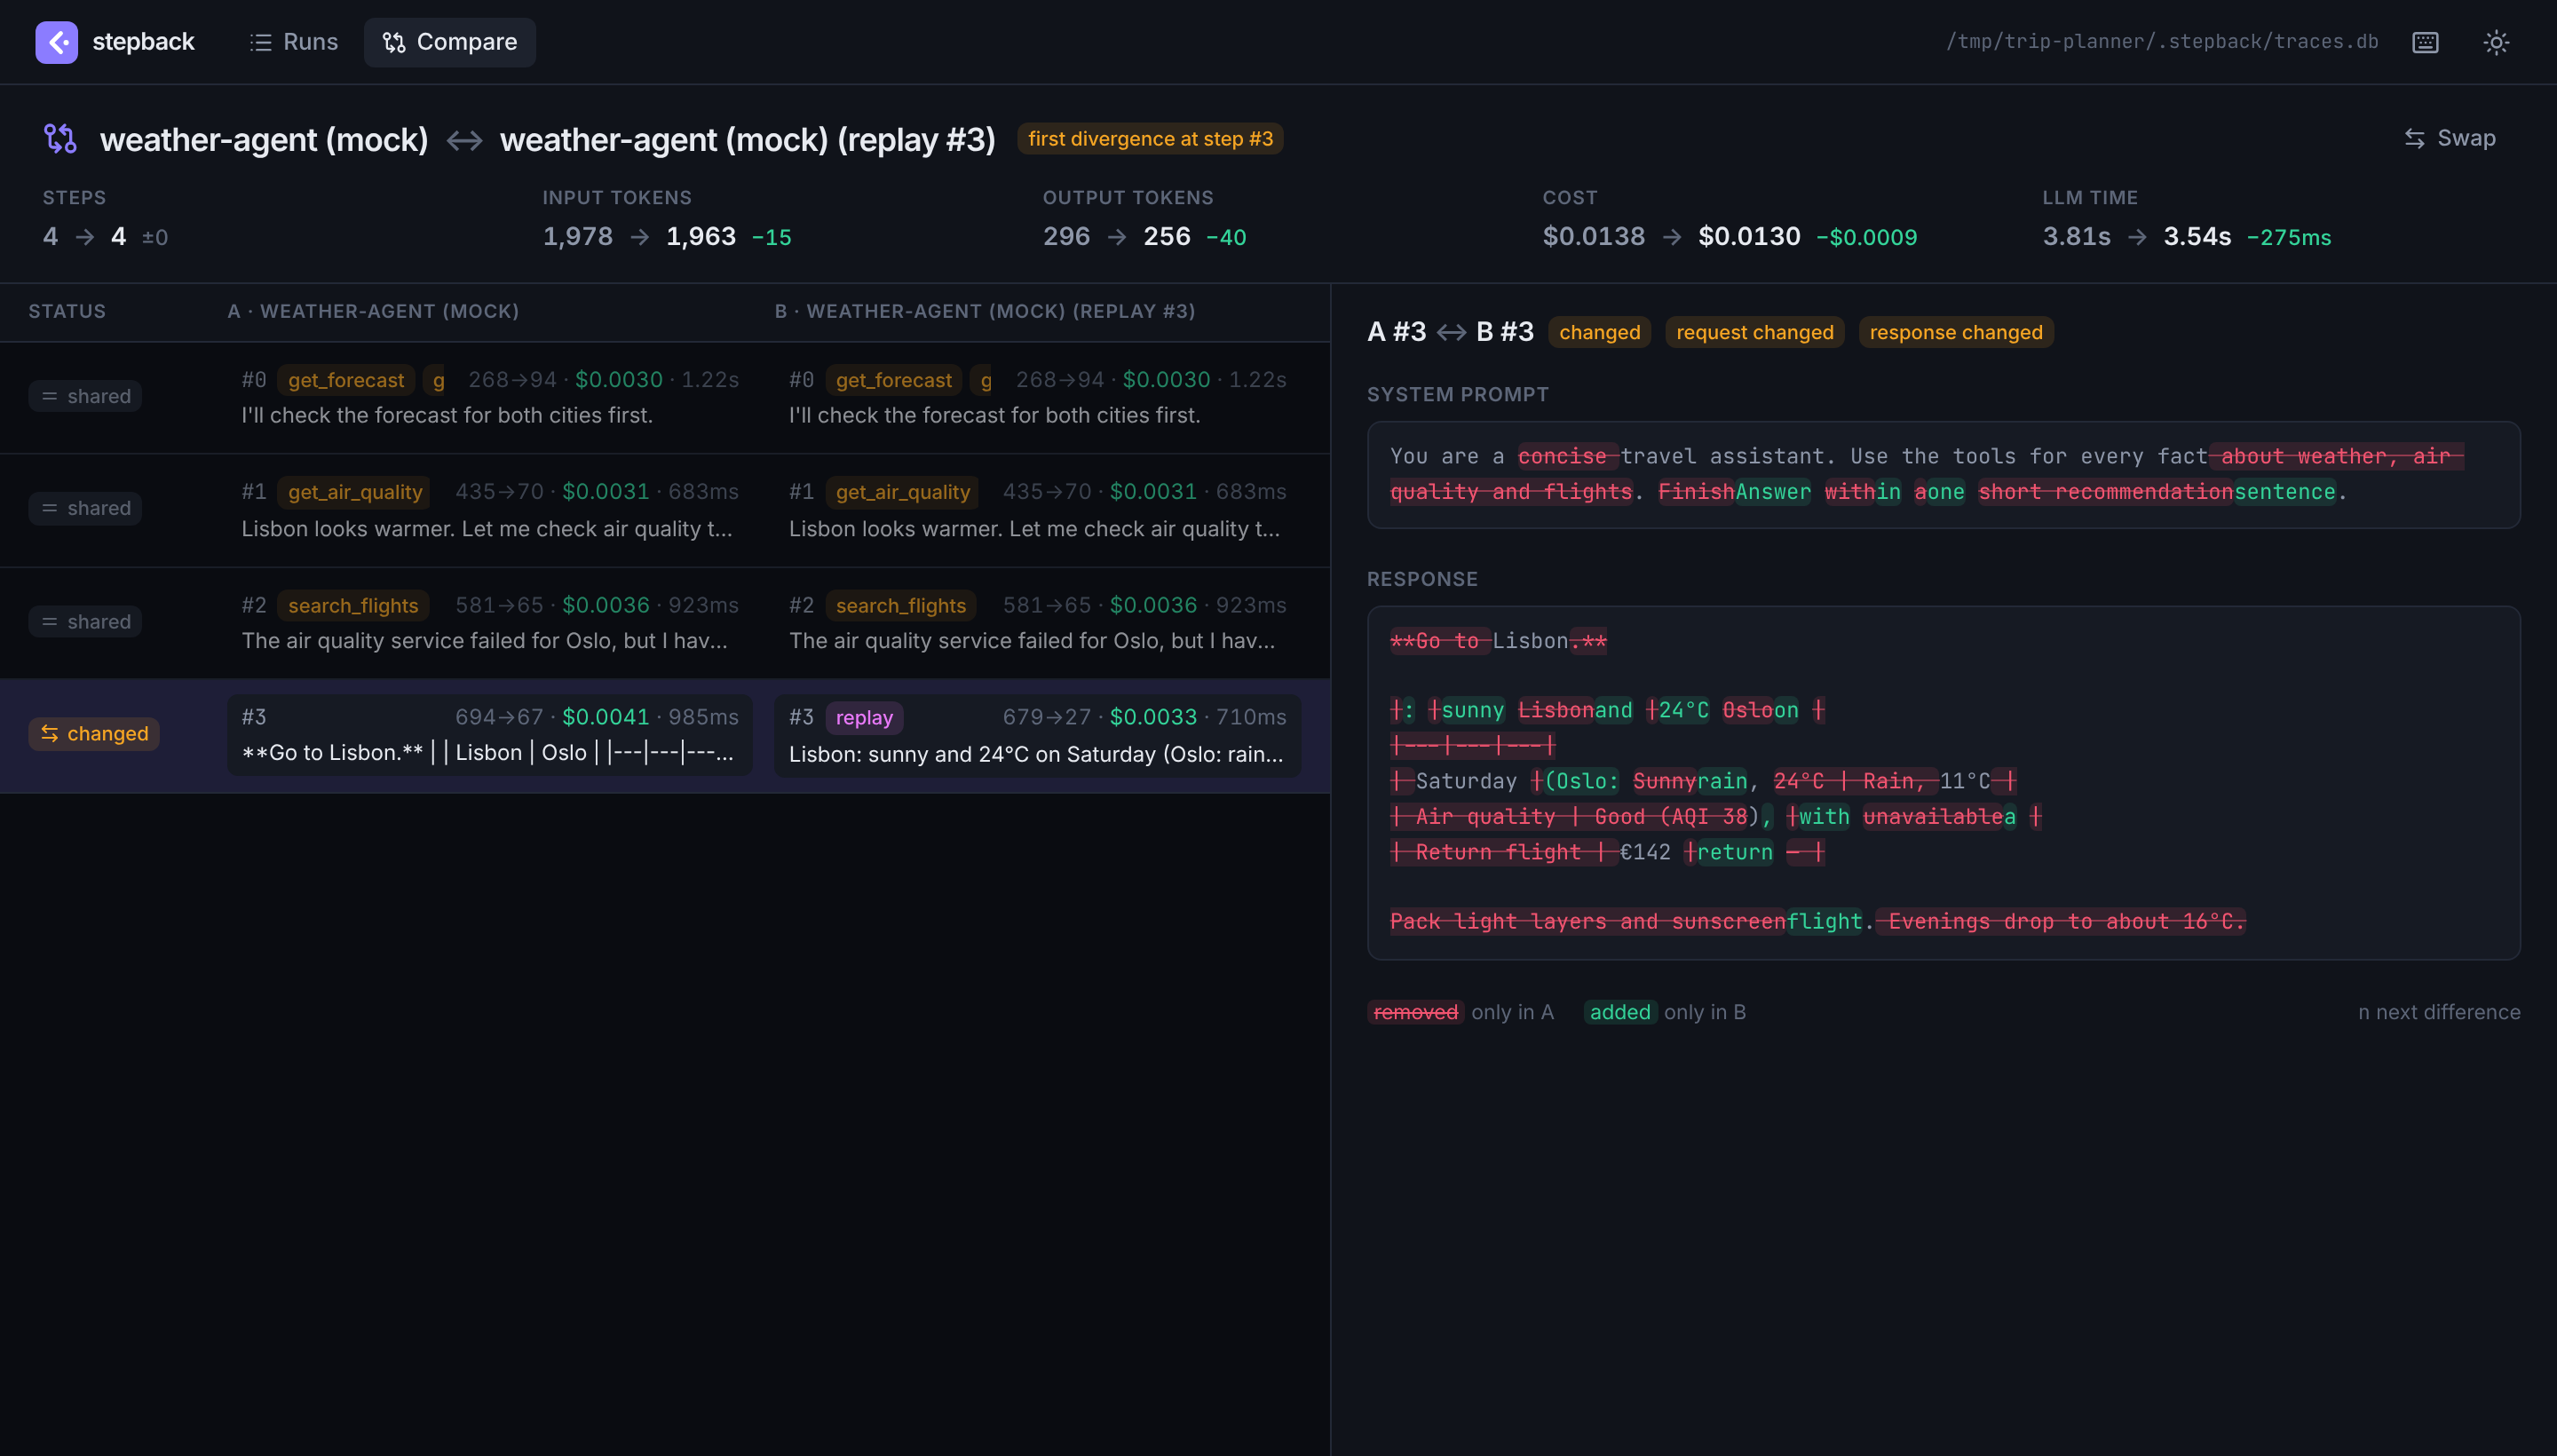 stepback Runs Compare /tmp/trip-planner/.stepback/traces.db
weather-agent (mock) ↔ weather-agent (mock) (replay #3) first divergence at step #3 Swap
STEPS INPUT TOKENS OUTPUT TOKENS COST LLM TIME
4 → 4 ±0 1,978 → 1,963 −15 296 → 256 −40 $0.0138 → $0.0130 −$0.0009 3.81s → 3.54s −275ms
STATUS A · WEATHER-AGENT (MOCK) B · WEATHER-AGENT (MOCK) (REPLAY #3)
= shared
#0 get_forecast g 268→94 · $0.0030 · 1.22s
I'll check the forecast for both cities first.
#0 get_forecast g 268→94 · $0.0030 · 1.22s
I'll check the forecast for both cities first.
= shared
#1 get_air_quality 435→70 · $0.0031 · 683ms
Lisbon looks warmer. Let me check air quality t...
#1 get_air_quality 435→70 · $0.0031 · 683ms
Lisbon looks warmer. Let me check air quality t...
= shared
#2 search_flights 581→65 · $0.0036 · 923ms
The air quality service failed for Oslo, but I hav...
#2 search_flights 581→65 · $0.0036 · 923ms
The air quality service failed for Oslo, but I hav...
changed
#3 694→67 · $0.0041 · 985ms
**Go to Lisbon.** | | Lisbon | Oslo | |---|---|---...
#3 replay 679→27 · $0.0033 · 710ms
Lisbon: sunny and 24°C on Saturday (Oslo: rain...
A #3 ↔ B #3 changed request changed response changed
SYSTEM PROMPT
You are a concise travel assistant. Use the tools for every fact about weather, air
quality and flights. FinishAnswer within aone short recommendationsentence.
RESPONSE
**Go to Lisbon.**
|: |sunny Lisbonand |24°C Osloon |
|---|---|---|
| Saturday |(Oslo: Sunnyrain, 24°C | Rain, 11°C |
| Air quality | Good (AQI 38), |with unavailablea |
| Return flight | €142 |return — |
Pack light layers and sunscreenflight. Evenings drop to about 16°C.
removed only in A added only in B n next difference